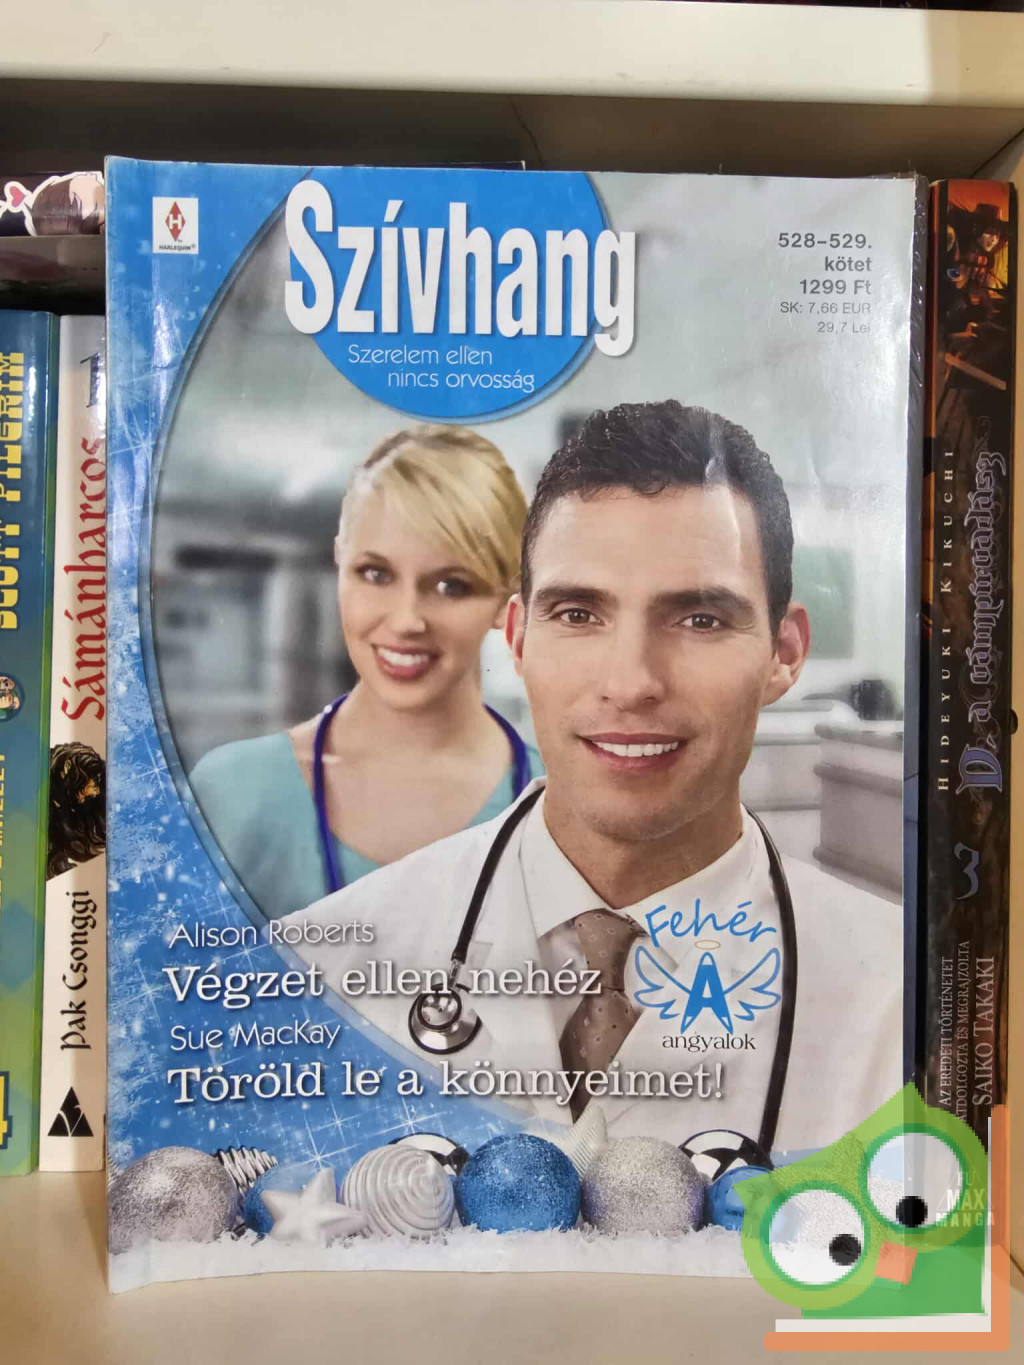 HARLEQUIN®
Szívhang
Szerelem ellen
nincs orvosság
528–529.
kötet
1299 Ft
SK: 7,66 EUR
29,7 Lei
Alison Roberts
Végzet ellen nehéz
Sue MacKay
Töröld le a könnyeimet!
Fehér
A
angyalok
SCOTT PILGRIM
Sámánharcos
Pak Csonggi
HIDEYUKI KIKUCHI
D, a vámpírvadász
3
AZ EREDETI TÖRTÉNETET
ÁTDOLGOZTA ÉS MEGRAJZOLTA
SAIKO TAKAKI
MAX
MANGA